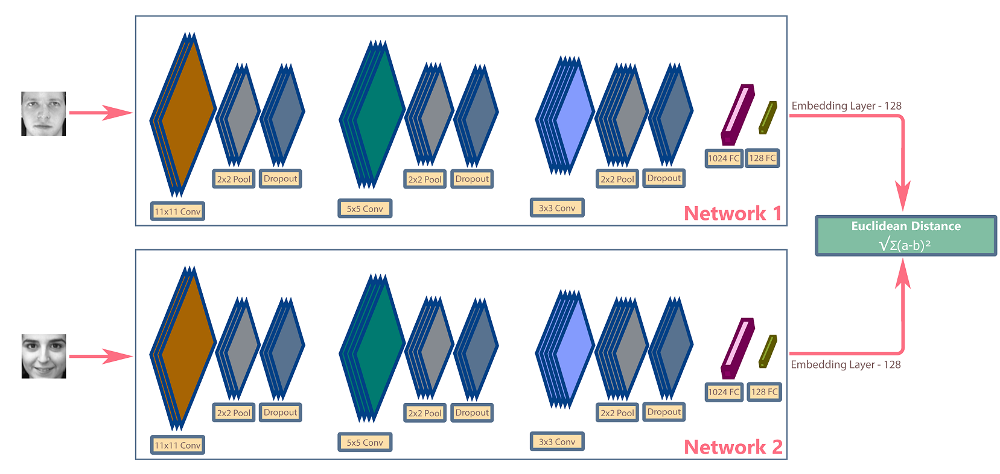 11x11 Conv
2x2 Pool
Dropout
5x5 Conv
2x2 Pool
Dropout
3x3 Conv
2x2 Pool
Dropout
1024 FC
128 FC
Network 1
Embedding Layer - 128
Euclidean Distance
√Σ(a-b)²
11x11 Conv
2x2 Pool
Dropout
5x5 Conv
2x2 Pool
Dropout
3x3 Conv
2x2 Pool
Dropout
1024 FC
128 FC
Network 2
Embedding Layer - 128